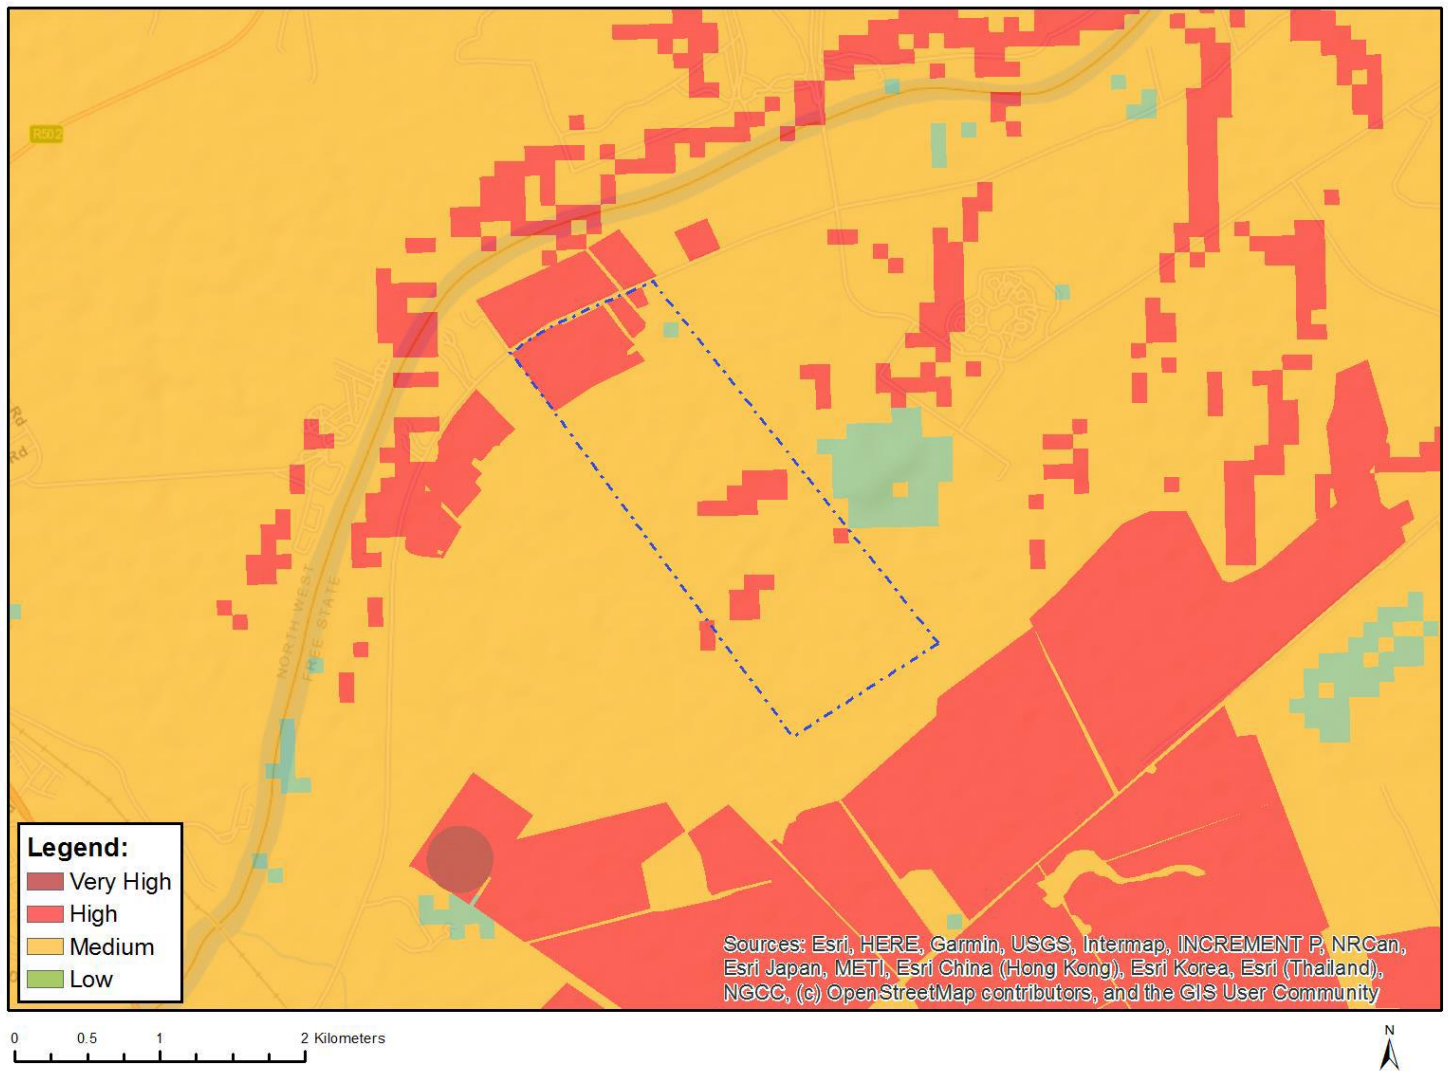 R502
Rd
Rd
NORTH WEST
FREE STATE
Legend:
Very High
High
Medium
Low
Sources: Esri, HERE, Garmin, USGS, Intermap, INCREMENT P, NRCan,
Esri Japan, METI, Esri China (Hong Kong), Esri Korea, Esri (Thailand),
NGCC, (c) OpenStreetMap contributors, and the GIS User Community
0 0.5 1 2 Kilometers
N